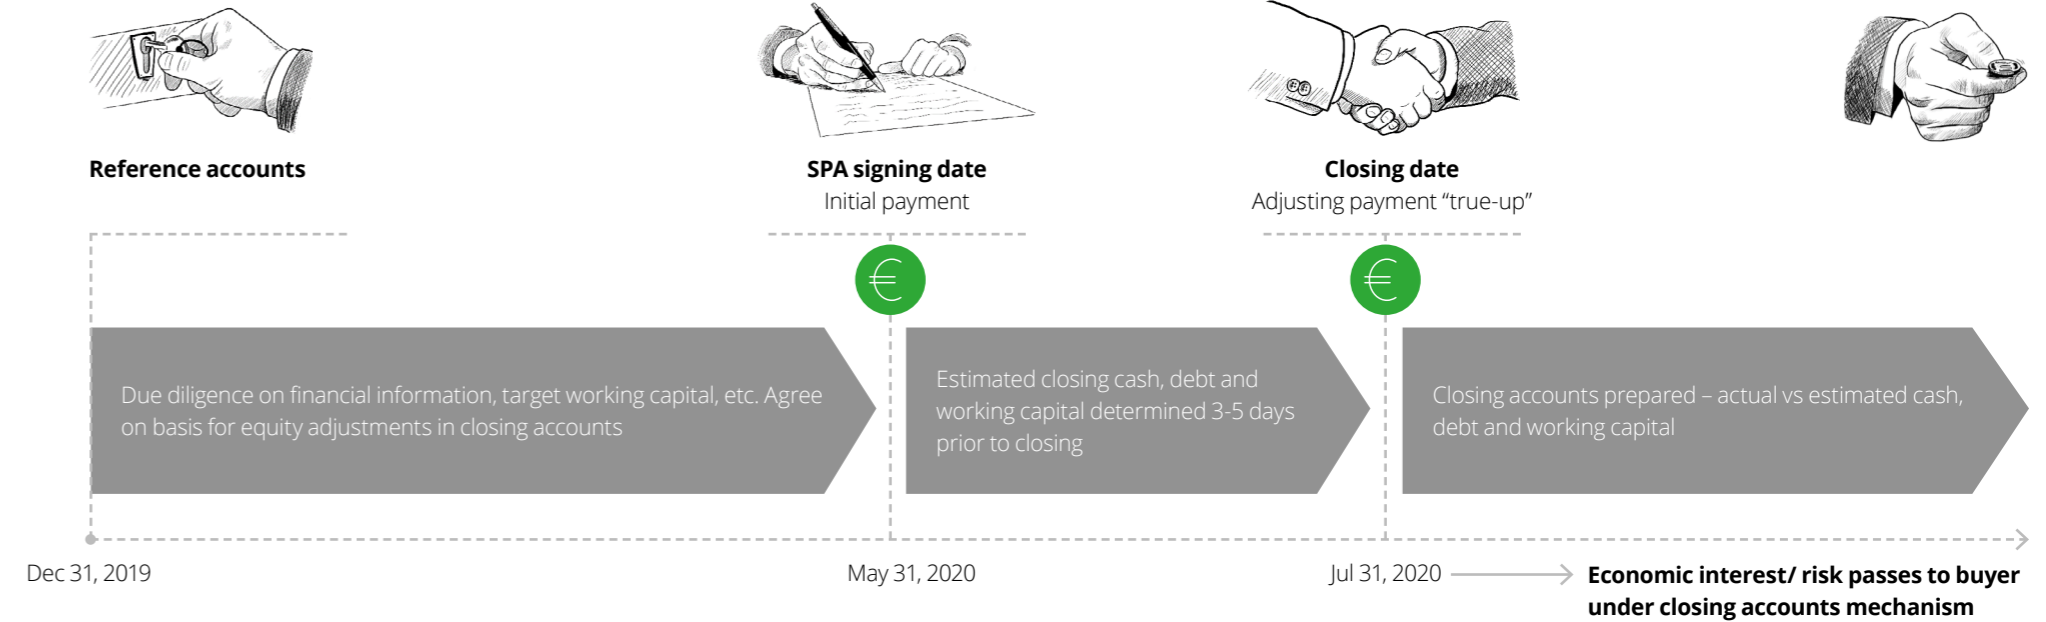 Reference accounts
SPA signing date
Initial payment
Closing date
Adjusting payment “true-up”
€
€
Due diligence on financial information, target working capital, etc. Agree
on basis for equity adjustments in closing accounts
Estimated closing cash, debt and
working capital determined 3-5 days
prior to closing
Closing accounts prepared – actual vs estimated cash,
debt and working capital
Dec 31, 2019
May 31, 2020
Jul 31, 2020
Economic interest/ risk passes to buyer
under closing accounts mechanism